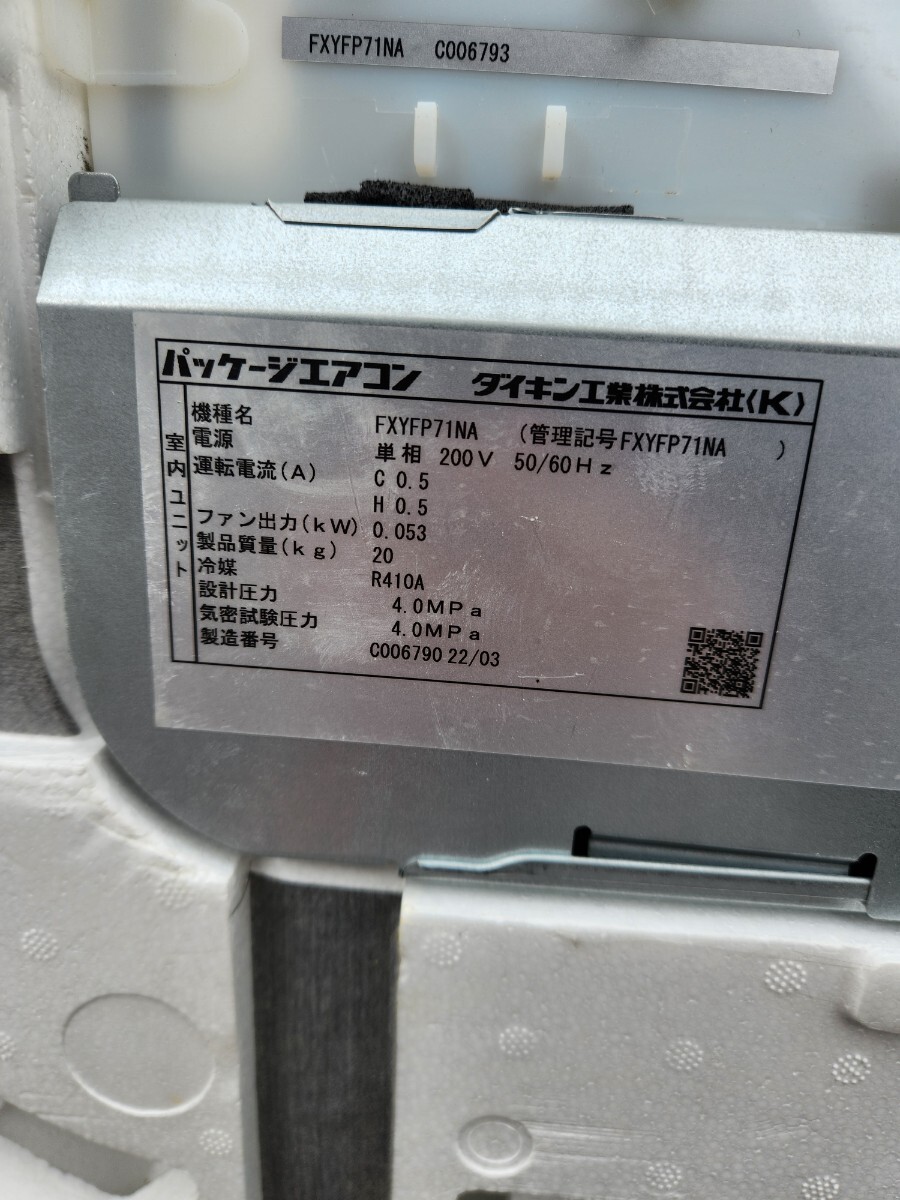 FXYFP71NA C006793
パッケージエアコン ダイキン工業株式会社〈K〉
室内ユニット
機種名 FXYFP71NA (管理記号FXYFP71NA )
電源 単相 200V 50/60Hz
運転電流(A) C 0.5
H 0.5
ファン出力(kW) 0.053
製品質量(kg) 20
冷媒 R410A
設計圧力 4.0MPa
気密試験圧力 4.0MPa
製造番号 C006790 22/03